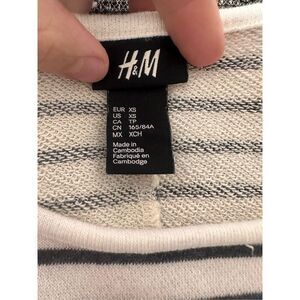 H&M
EUR XS
US XS
CA TP
CN 165/84A
MX XCH
Made in
Cambodia
Fabriqué en
Cambodge